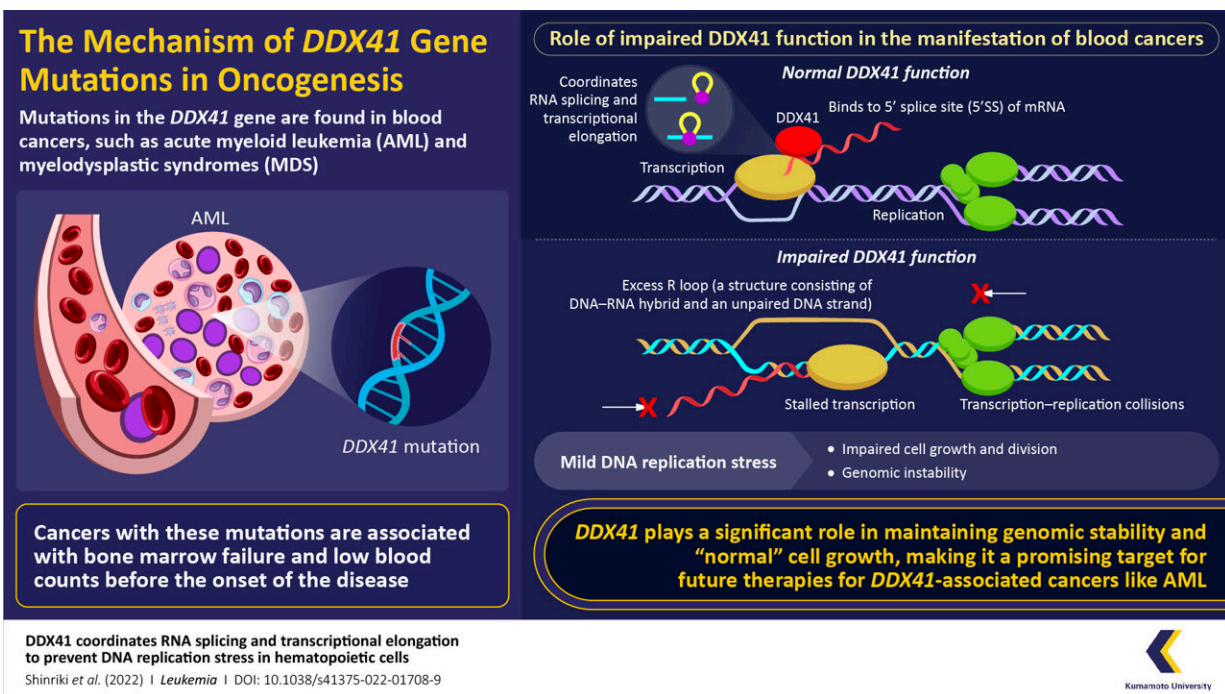 The Mechanism of DDX41 Gene
Mutations in Oncogenesis
Mutations in the DDX41 gene are found in blood
cancers, such as acute myeloid leukemia (AML) and
myelodysplastic syndromes (MDS)
AML
DDX41 mutation
Cancers with these mutations are associated
with bone marrow failure and low blood
counts before the onset of the disease
Role of impaired DDX41 function in the manifestation of blood cancers
Normal DDX41 function
Coordinates
RNA splicing and
transcriptional
elongation
DDX41
Binds to 5’ splice site (5’SS) of mRNA
Transcription
Replication
Impaired DDX41 function
Excess R loop (a structure consisting of
DNA–RNA hybrid and an unpaired DNA strand)
X
X
Stalled transcription
Transcription–replication collisions
Mild DNA replication stress
• Impaired cell growth and division
• Genomic instability
DDX41 plays a significant role in maintaining genomic stability and
“normal” cell growth, making it a promising target for
future therapies for DDX41-associated cancers like AML
DDX41 coordinates RNA splicing and transcriptional elongation
to prevent DNA replication stress in hematopoietic cells
Shinriki et al. (2022) I Leukemia I DOI: 10.1038/s41375-022-01708-9
Kumamoto University